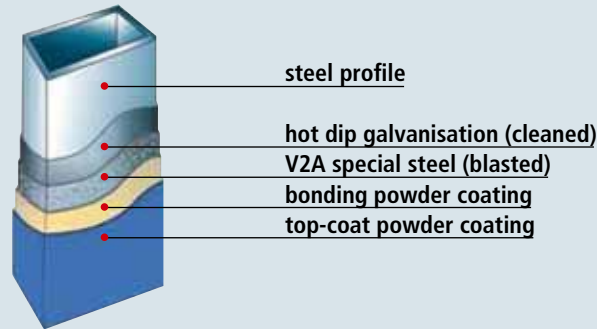 steel profile
hot dip galvanisation (cleaned)
V2A special steel (blasted)
bonding powder coating
top-coat powder coating